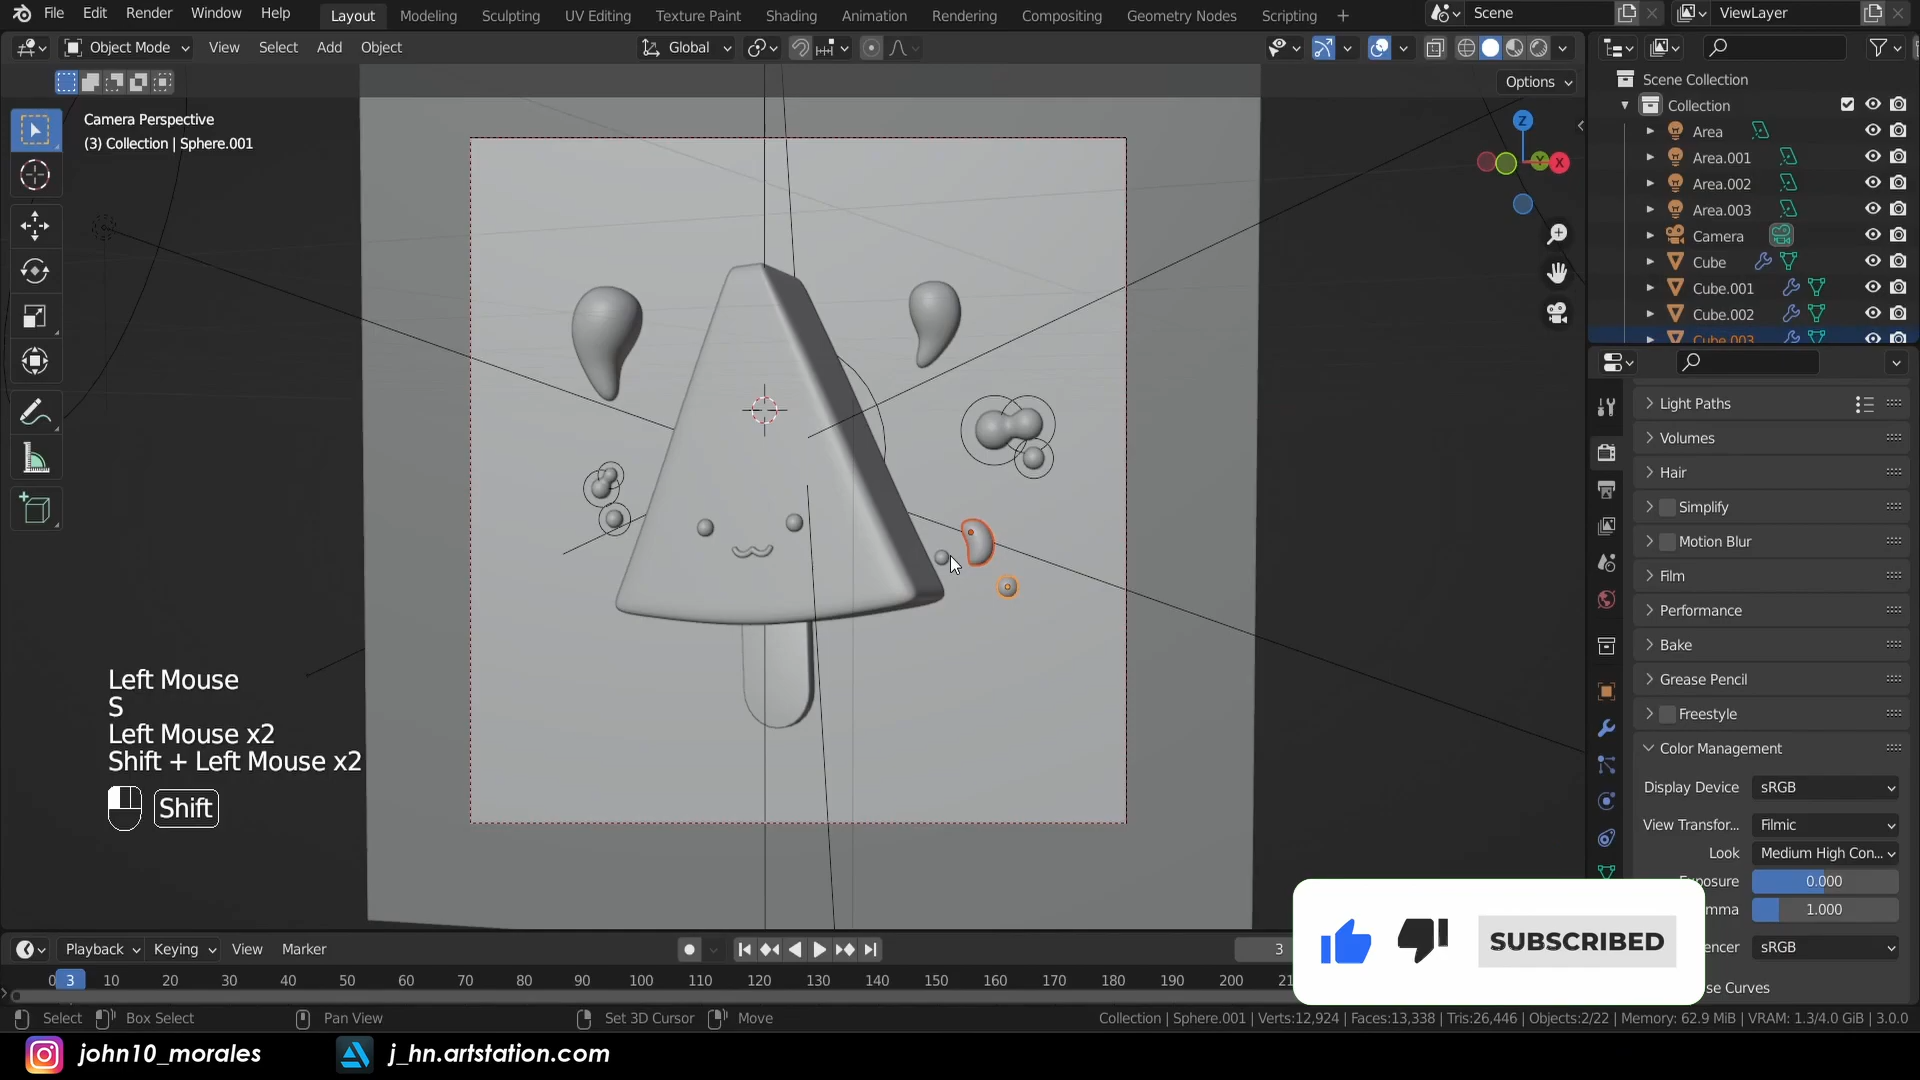 File Edit Render Window Help Layout Modeling Sculpting UV Editing Texture Paint Shading Animation Rendering Compositing Geometry Nodes Scripting + Scene ViewLayer
Object Mode View Select Add Object Global
Options
Camera Perspective
(3) Collection | Sphere.001
Z
Y
X
Scene Collection
Collection
Area
Area.001
Area.002
Area.003
Camera
Cube
Cube.001
Cube.002
Cube.003
Light Paths
Volumes
Hair
Simplify
Motion Blur
Film
Performance
Bake
Grease Pencil
Freestyle
Color Management
Display Device sRGB
View Transfor... Filmic
Look Medium High Con...
Exposure 0.000
mma 1.000
encer sRGB
se Curves
Left Mouse
S
Left Mouse x2
Shift + Left Mouse x2
Shift
SUBSCRIBED
Playback Keying View Marker 3
0 3 10 20 30 40 50 60 70 80 90 100 110 120 130 140 150 160 170 180 190 200 21
Select Box Select Pan View Set 3D Cursor Move Collection | Sphere.001 | Verts:12,924 | Faces:13,338 | Tris:26,446 | Objects:2/22 | Memory: 62.9 MiB | VRAM: 1.3/4.0 GiB | 3.0.0
john10_morales j_hn.artstation.com